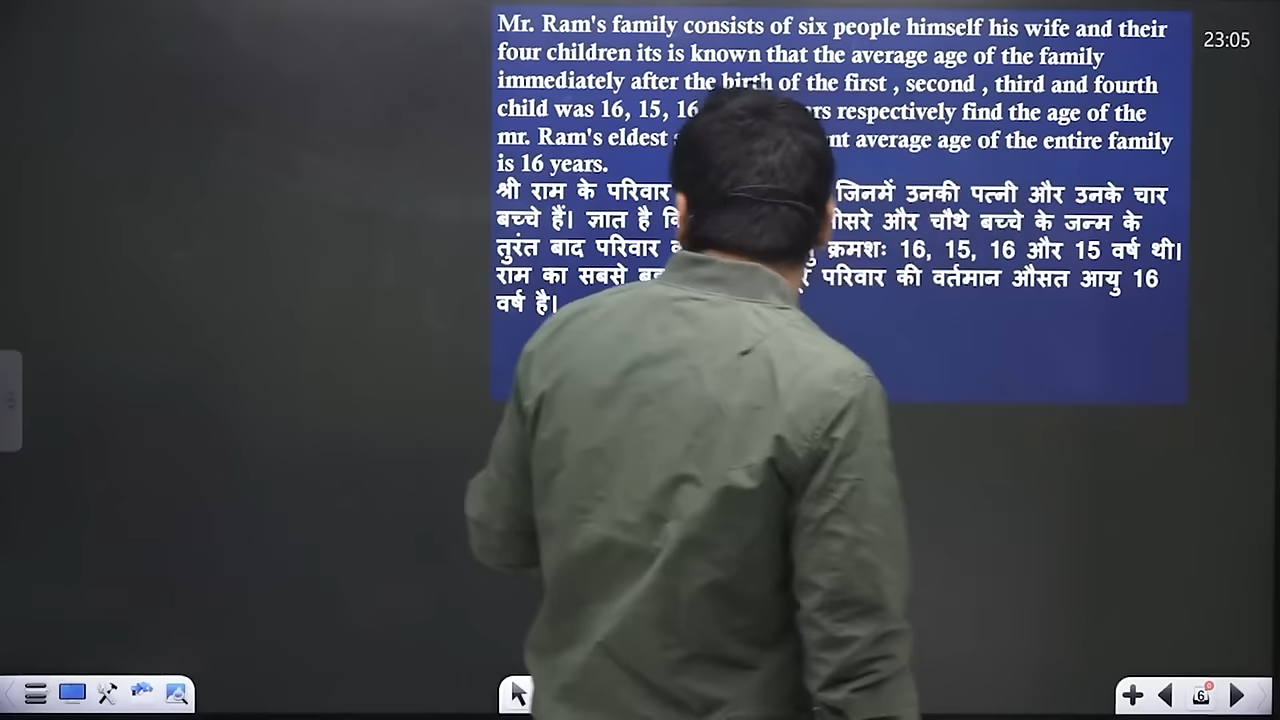 Mr. Ram's family consists of six people himself his wife and their
23:05
four children its is known that the average age of the family
immediately after the birth of the first , second , third and fourth
child was 16, 15, 16 respectively find the age of the
mr. Ram's eldest average age of the entire family
is 16 years.
श्री राम के परिवार जिनमें उनकी पत्नी और उनके चार
बच्चे हैं। ज्ञात है और चौथे बच्चे के जन्म के
तुरंत बाद परिवार क्रमशः 16, 15, 16 और 15 वर्ष थी।
राम का सबसे परिवार की वर्तमान औसत आयु 16
वर्ष है।
6